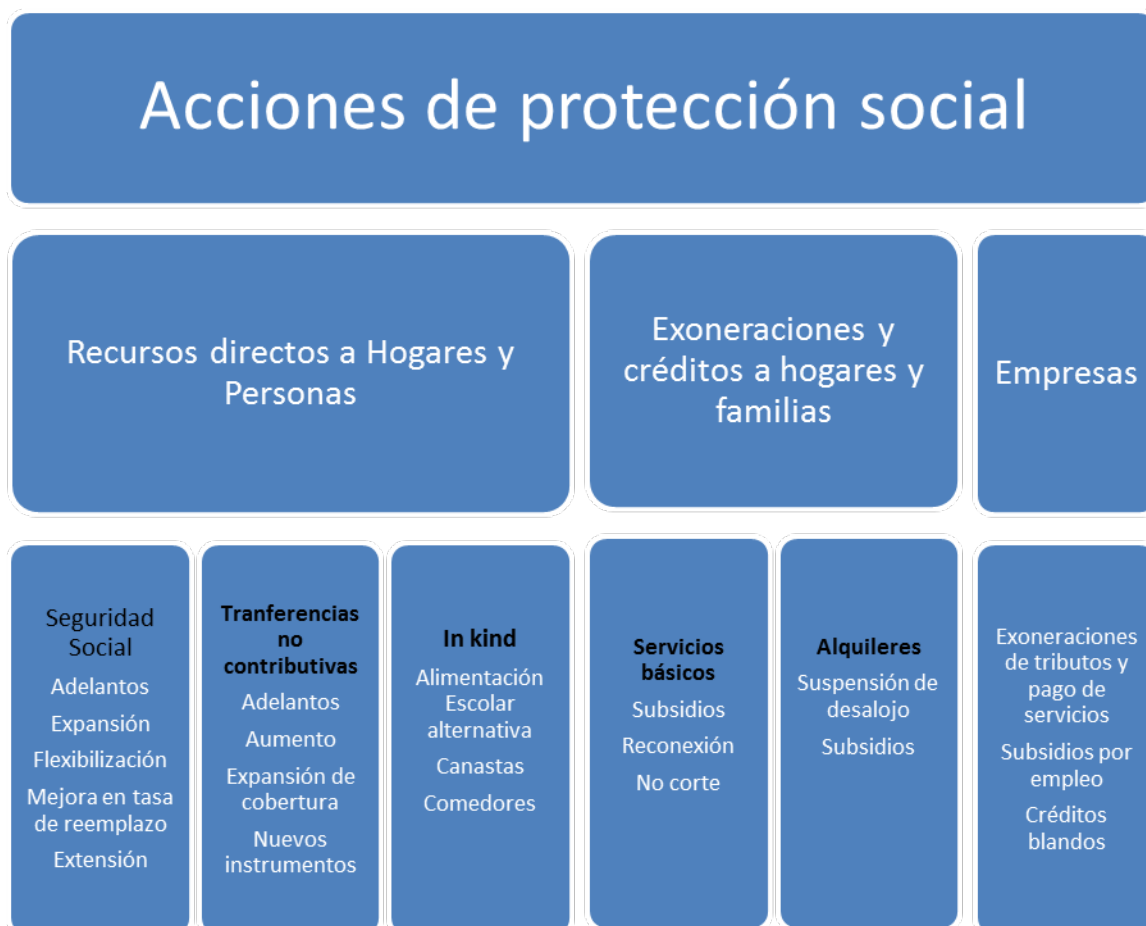 Acciones de protección social
Recursos directos a Hogares y
Personas
Exoneraciones y
créditos a hogares y
familias
Empresas
Seguridad
Social
Adelantos
Expansión
Flexibilización
Mejora en tasa
de reemplazo
Extensión
Tranferencias
no
contributivas
Adelantos
Aumento
Expansión de
cobertura
Nuevos
instrumentos
In kind
Alimentación
Escolar
alternativa
Canastas
Comedores
Servicios
básicos
Subsidios
Reconexión
No corte
Alquileres
Suspensión de
desalojo
Subsidios
Exoneraciones
de tributos y
pago de
servicios
Subsidios por
empleo
Créditos
blandos